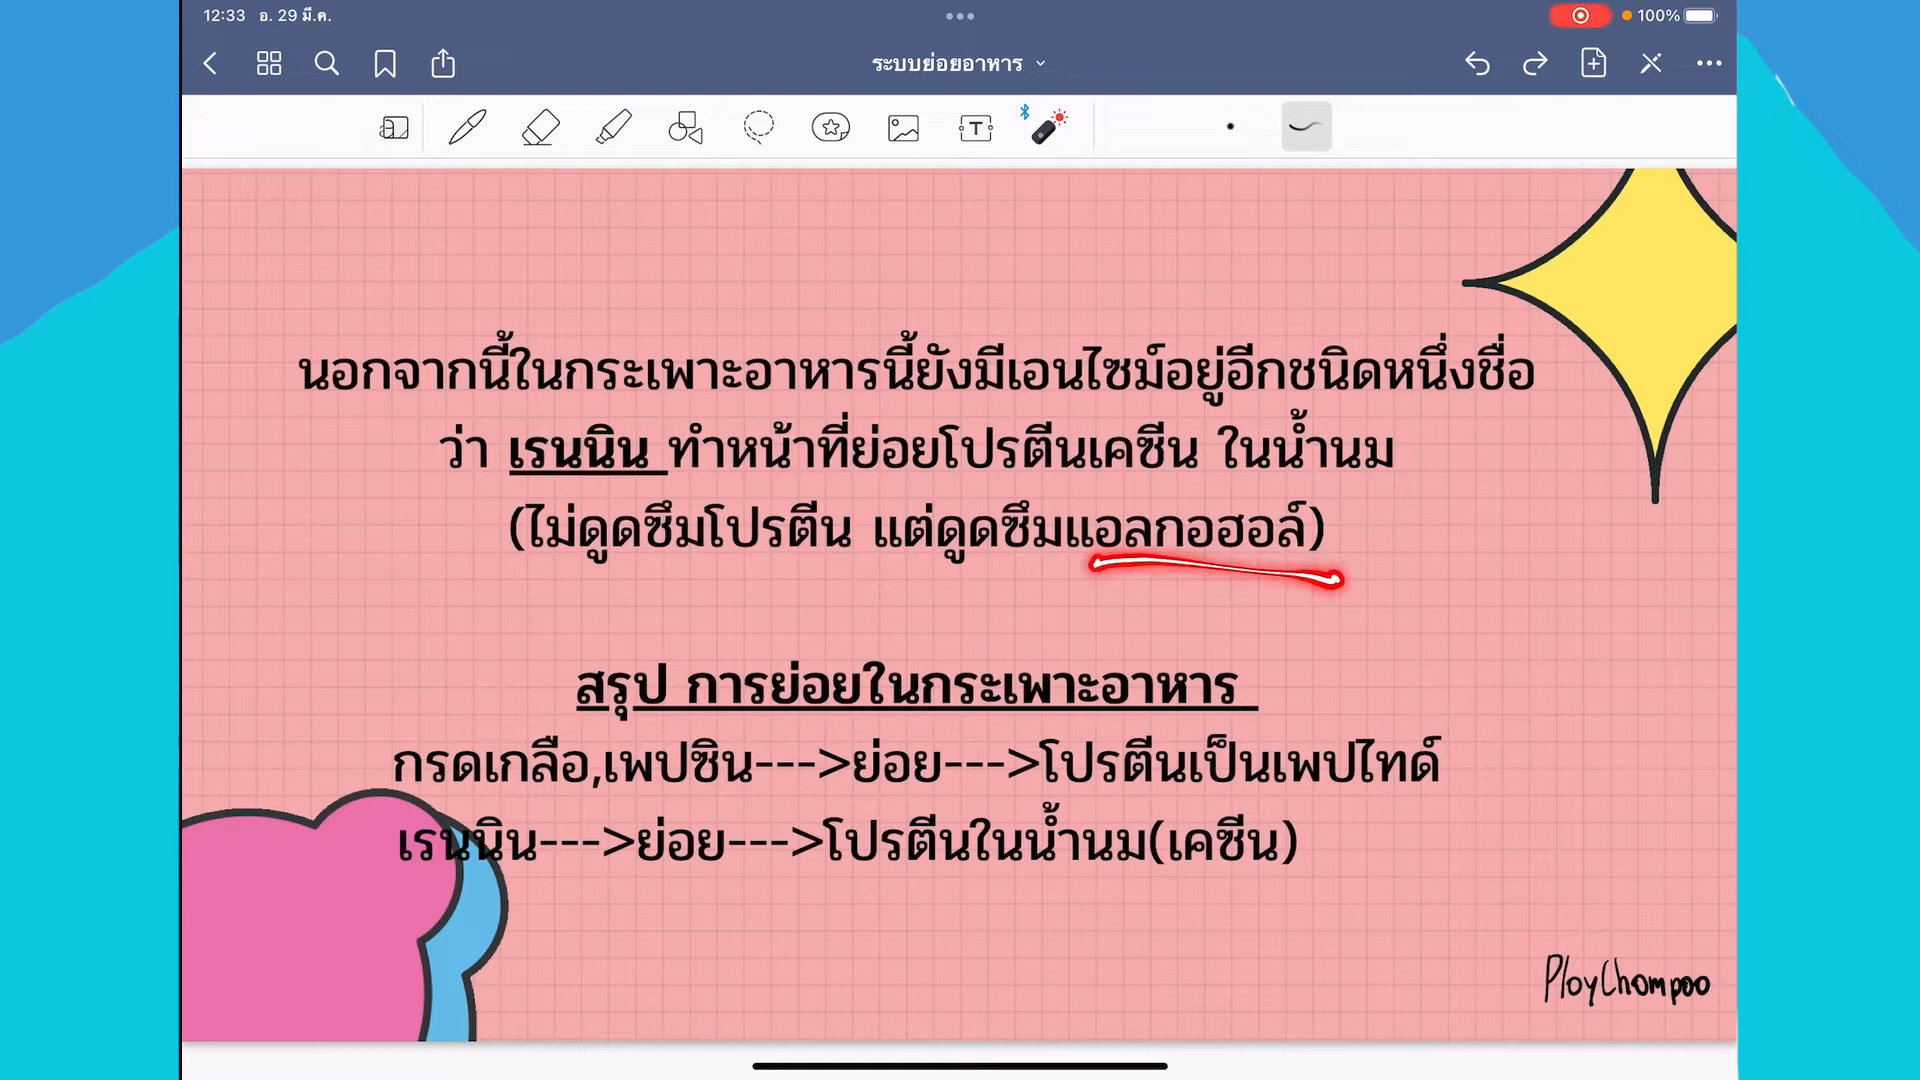 12:33 อ. 29 มี.ค.
100%
ระบบย่อยอาหาร
T
นอกจากนี้ในกระเพาะอาหารนี้ยังมีเอนไซม์อยู่อีกชนิดหนึ่งชื่อ
ว่า เรนนิน ทำหน้าที่ย่อยโปรตีนเคซีน ในน้ำนม
(ไม่ดูดซึมโปรตีน แต่ดูดซึมแอลกอฮอล์)
สรุป การย่อยในกระเพาะอาหาร
กรดเกลือ,เพปซิน--->ย่อย--->โปรตีนเป็นเพปไทด์
เรนนิน--->ย่อย--->โปรตีนในน้ำนม(เคซีน)
PloyChompoo